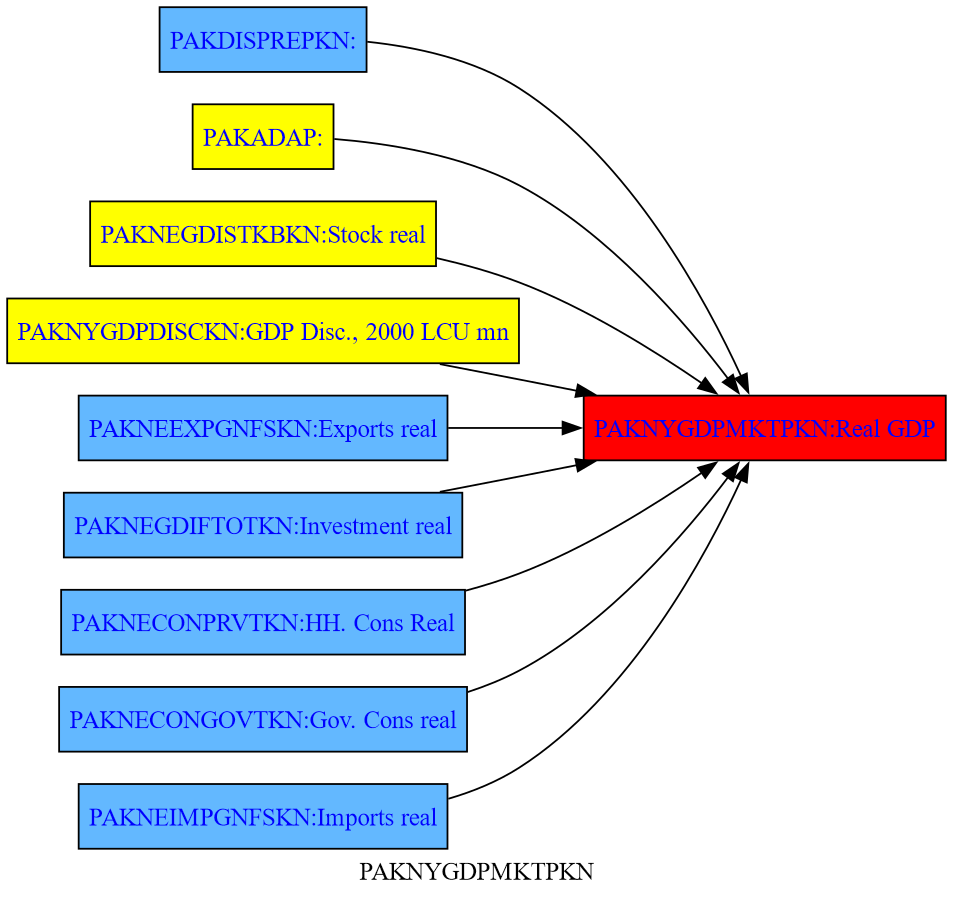 PAKDISPREPKN:
PAKADAP:
PAKNEGDISTKBKN:Stock real
PAKNYGDPDISCKN:GDP Disc., 2000 LCU mn
PAKNEEXPGNFSKN:Exports real
PAKNYGDPMKTPKN:Real GDP
PAKNEGDIFTOTKN:Investment real
PAKNECONPRVTKN:HH. Cons Real
PAKNECONGOVTKN:Gov. Cons real
PAKNEIMPGNFSKN:Imports real
PAKNYGDPMKTPKN